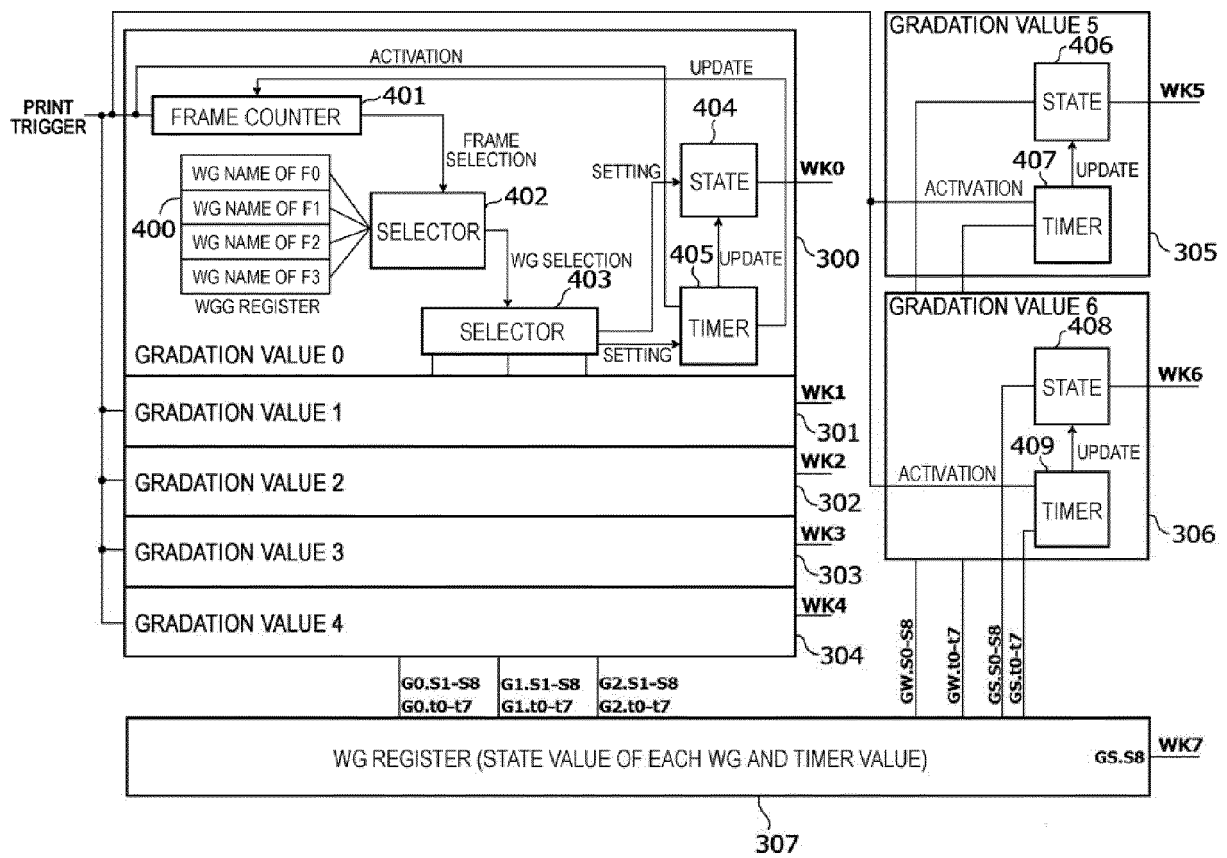 PRINT
TRIGGER
ACTIVATION
UPDATE
401
FRAME COUNTER
FRAME
SELECTION
400
WG NAME OF F0
WG NAME OF F1
WG NAME OF F2
WG NAME OF F3
WGG REGISTER
402
SELECTOR
WG SELECTION
403
SELECTOR
SETTING
SETTING
404
STATE
UPDATE
405
TIMER
WK0
300
GRADATION VALUE 0
GRADATION VALUE 1
WK1
301
GRADATION VALUE 2
WK2
302
GRADATION VALUE 3
WK3
303
GRADATION VALUE 4
WK4
304
GRADATION VALUE 5
406
STATE
WK5
407
UPDATE
ACTIVATION
TIMER
305
GRADATION VALUE 6
408
STATE
WK6
409
UPDATE
ACTIVATION
TIMER
306
G0.S1-S8
G0.t0-t7
G1.S1-S8
G1.t0-t7
G2.S1-S8
G2.t0-t7
GW.S0-S8
GW.t0-t7
GS.S0-S8
GS.t0-t7
WG REGISTER (STATE VALUE OF EACH WG AND TIMER VALUE)
GS.S8
WK7
307